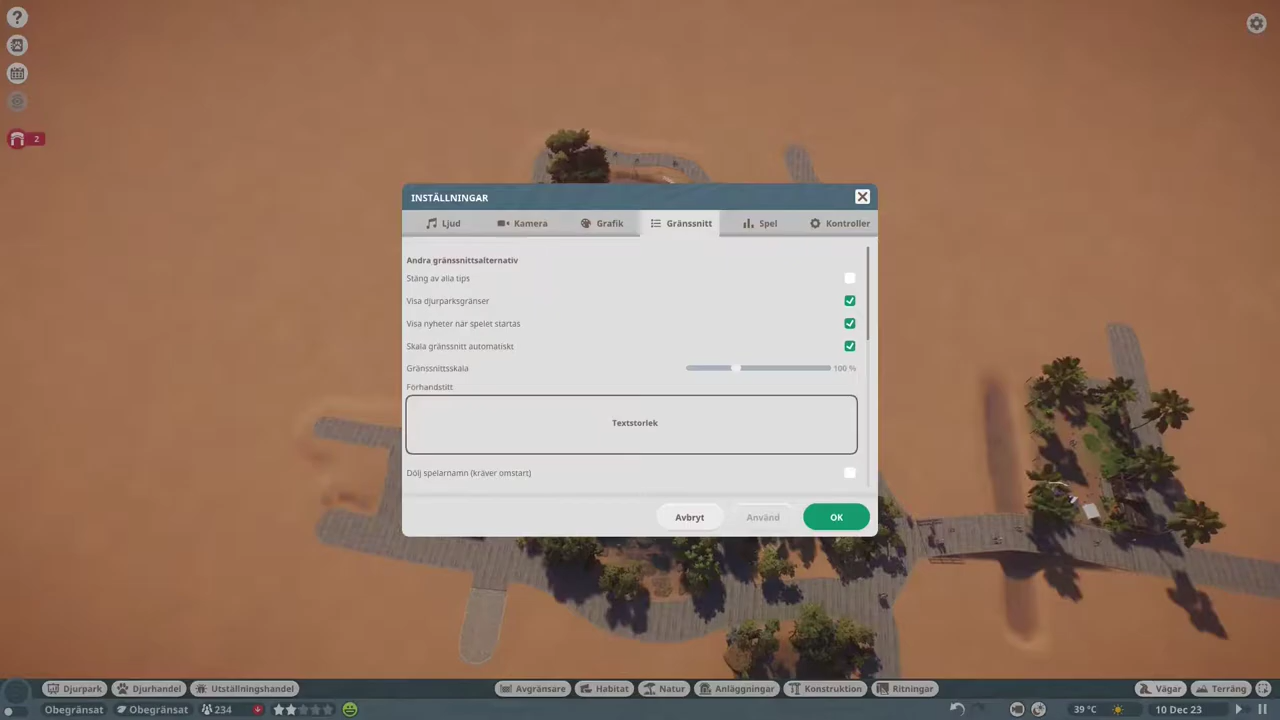 2
INSTÄLLNINGAR
Ljud Kamera Grafik Gränssnitt Spel Kontroller
Andra gränssnittsalternativ
Stäng av alla tips
Visa djurparksgränser
Visa nyheter när spelet startas
Skala gränssnitt automatiskt
Gränssnittsskala 100 %
Förhandstitt
Textstorlek
Dölj spelarnamn (kräver omstart)
Avbryt Använd OK
Djurpark Djurhandel Utställningshandel Avgränsare Habitat Natur Anläggningar Konstruktion Ritningar Vägar Terräng
Obegränsat Obegränsat 234 39 °C 10 Dec 23